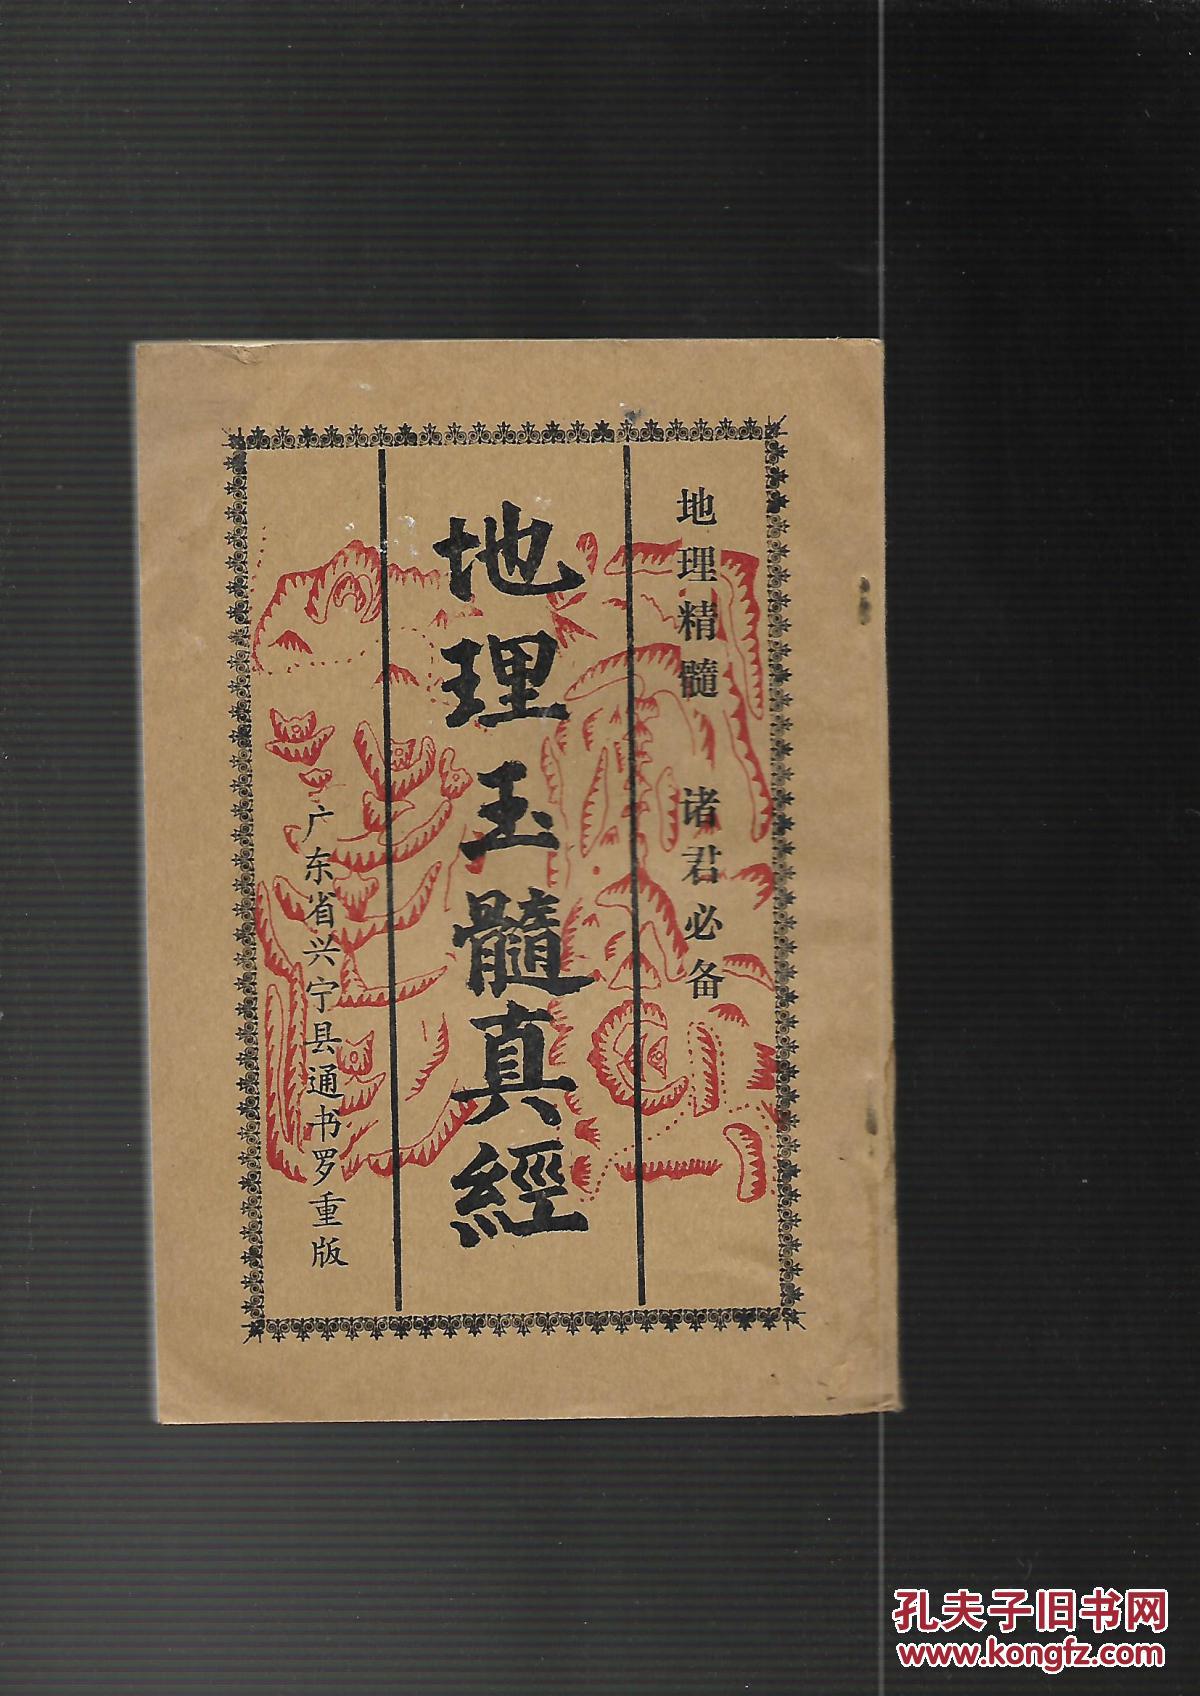 地理精髓 诸君必备
地理玉髓真經
广东省兴宁县通书罗重版
孔夫子旧书网
www.kongfz.com